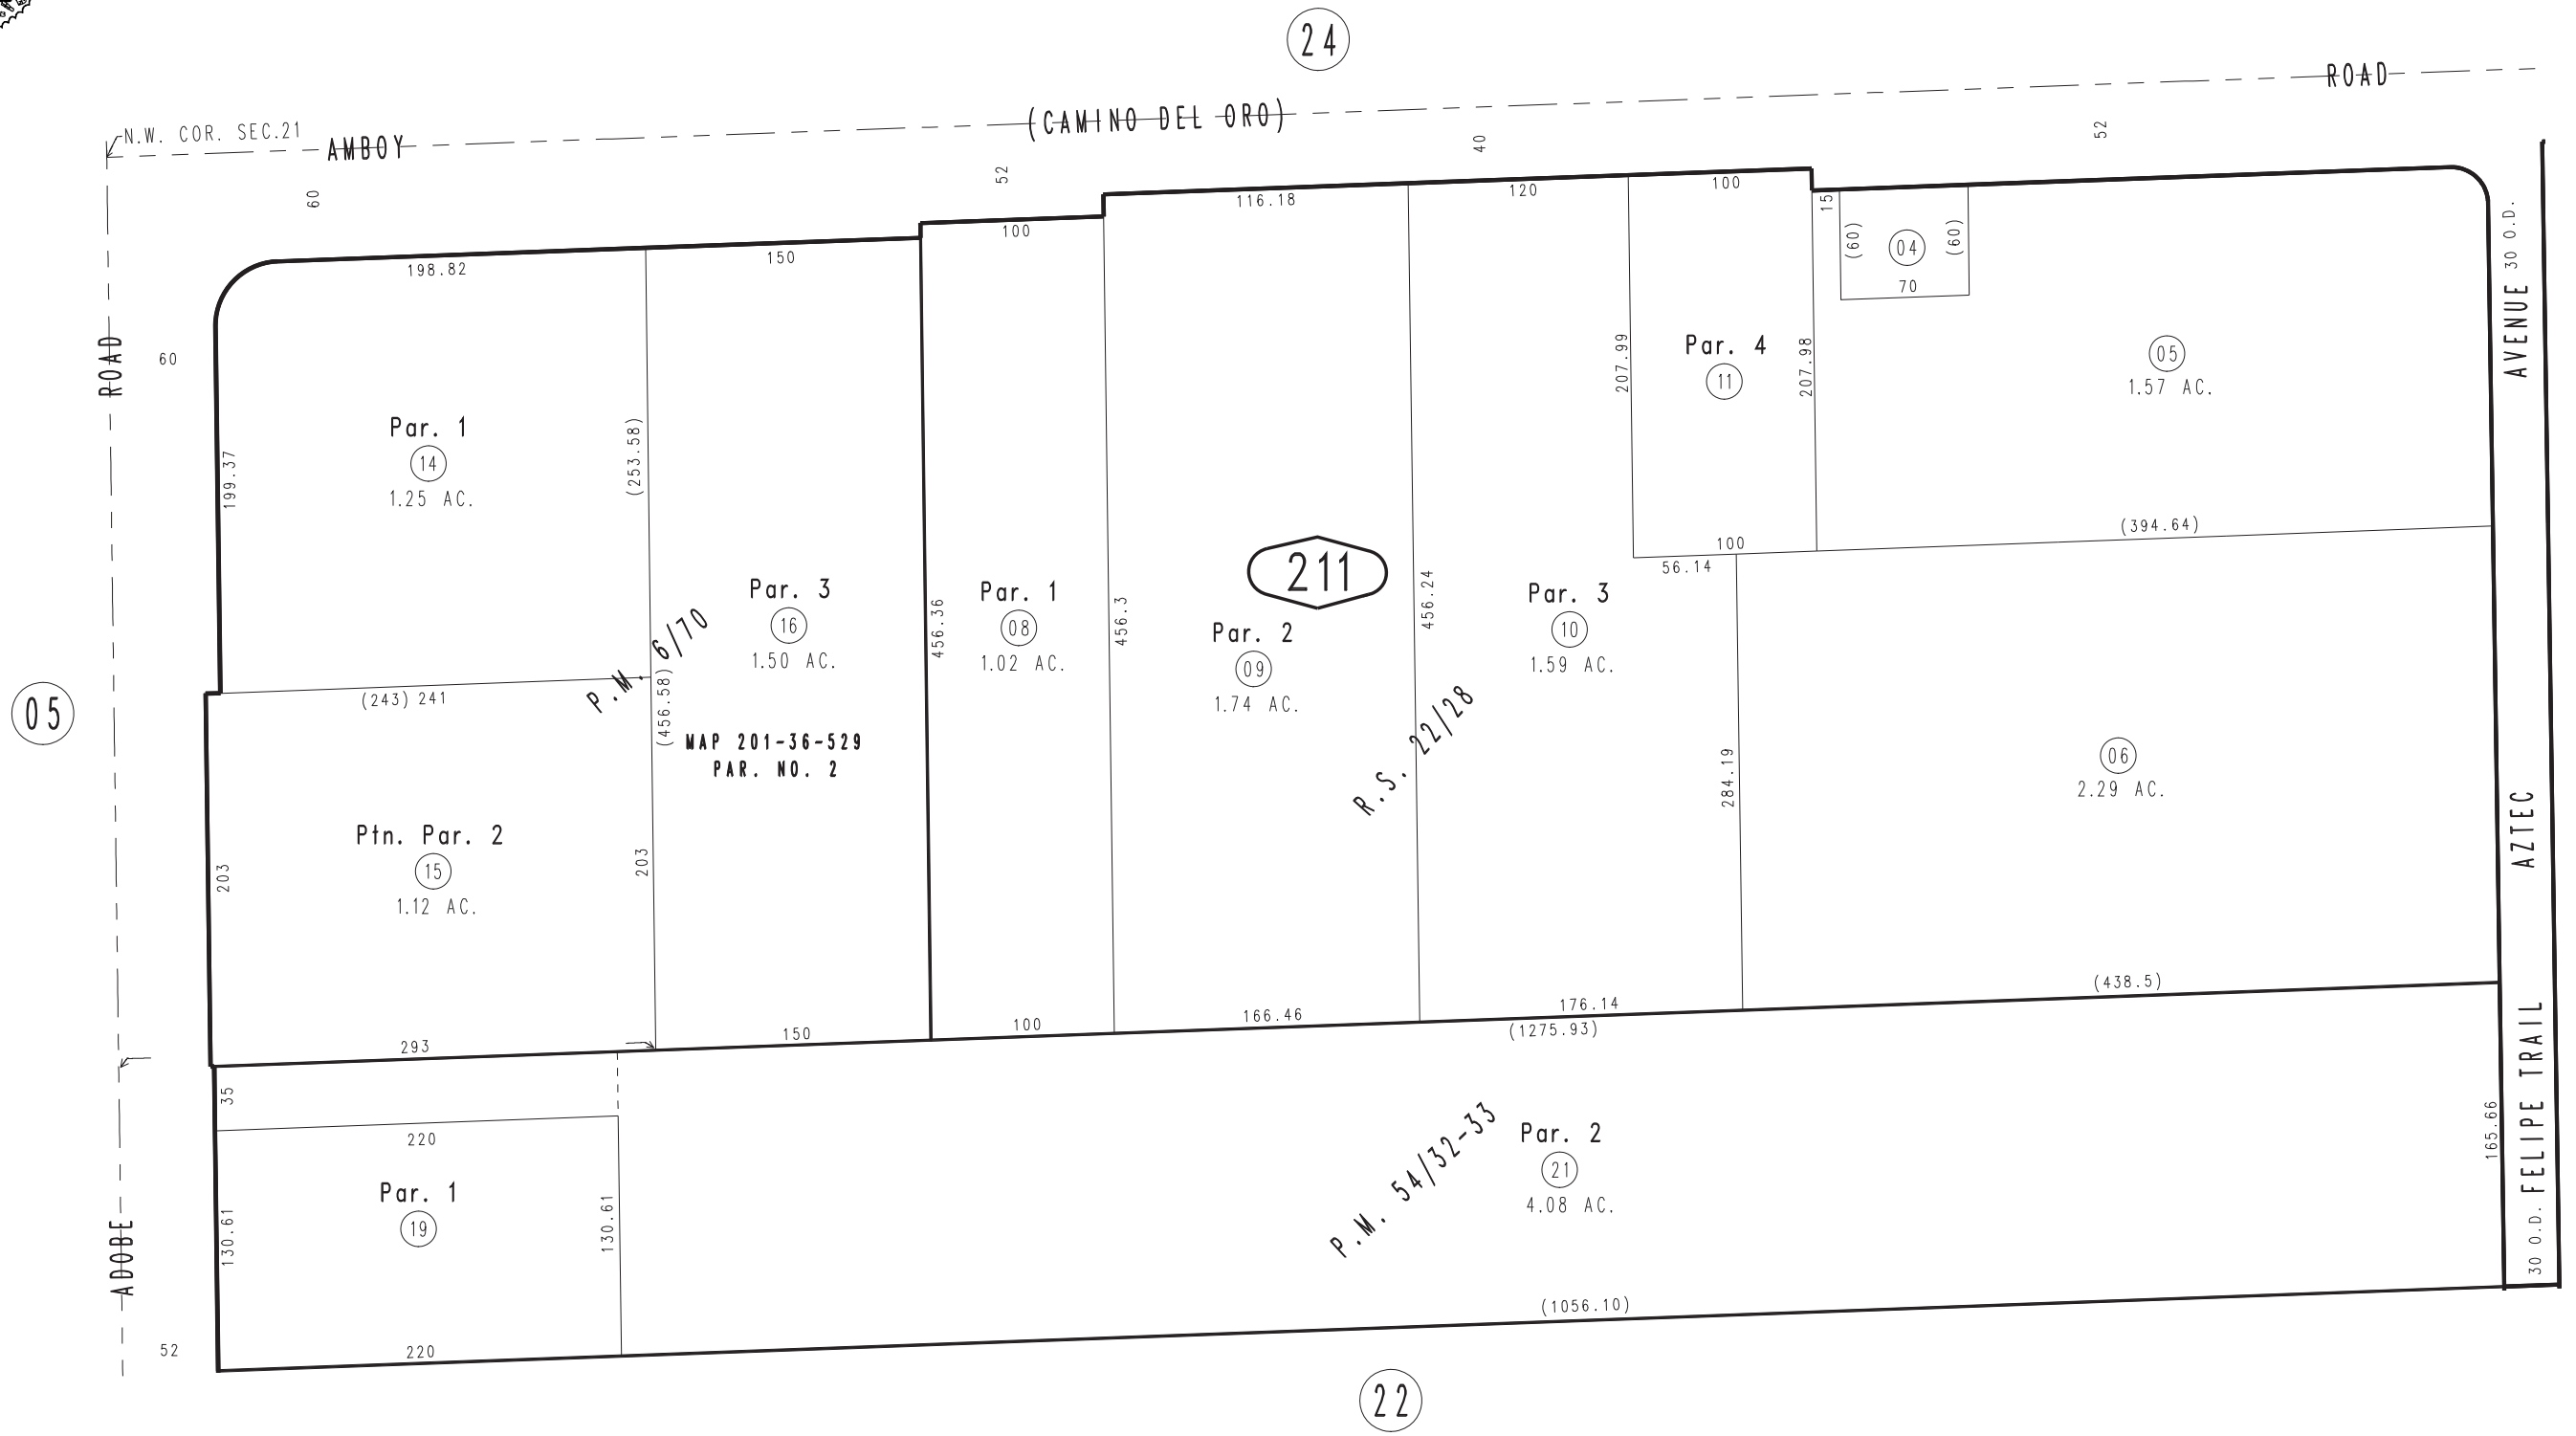 24
ROAD
(CAMINO DEL ORO)
N.W. COR. SEC.21
AMBOY
60
52
40
52
198.82
150
100
116.18
120
100
15
(60)
04
(60)
70
AVENUE 30 O.D.
ROAD
60
199.37
Par. 1
14
1.25 AC.
(253.58)
207.99
Par. 4
11
207.98
05
1.57 AC.
(394.64)
100
56.14
211
Par. 3
16
1.50 AC.
456.36
Par. 1
08
1.02 AC.
456.3
Par. 2
09
1.74 AC.
456.24
Par. 3
10
1.59 AC.
P.M. 6/70
(243) 241
(456.58)
05
MAP 201-36-529
PAR. NO. 2
R.S. 22/28
284.19
06
2.29 AC.
AZTEC
203
Ptn. Par. 2
15
1.12 AC.
203
293
150
100
166.46
176.14
(1275.93)
(438.5)
35
220
Par. 1
19
130.61
130.61
220
ADOBE
52
P.M. 54/32-33
Par. 2
21
4.08 AC.
165.66
30 O.D. FELIPE TRAIL
(1056.10)
22